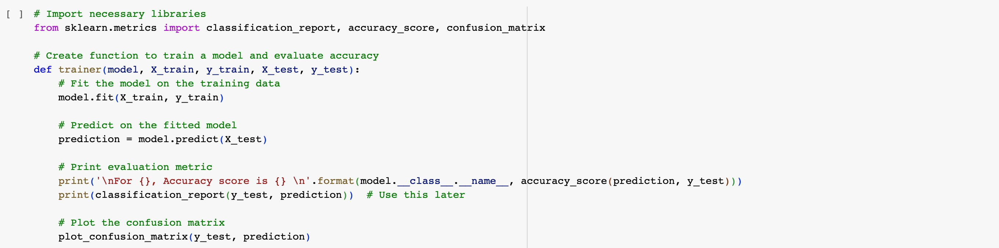 [ ] # Import necessary libraries
from sklearn.metrics import classification_report, accuracy_score, confusion_matrix
# Create function to train a model and evaluate accuracy
def trainer(model, X_train, y_train, X_test, y_test):
    # Fit the model on the training data
    model.fit(X_train, y_train)
    # Predict on the fitted model
    prediction = model.predict(X_test)
    # Print evaluation metric
    print('\nFor {}, Accuracy score is {} \n'.format(model.__class__.__name__, accuracy_score(prediction, y_test)))
    print(classification_report(y_test, prediction))  # Use this later
    # Plot the confusion matrix
    plot_confusion_matrix(y_test, prediction)